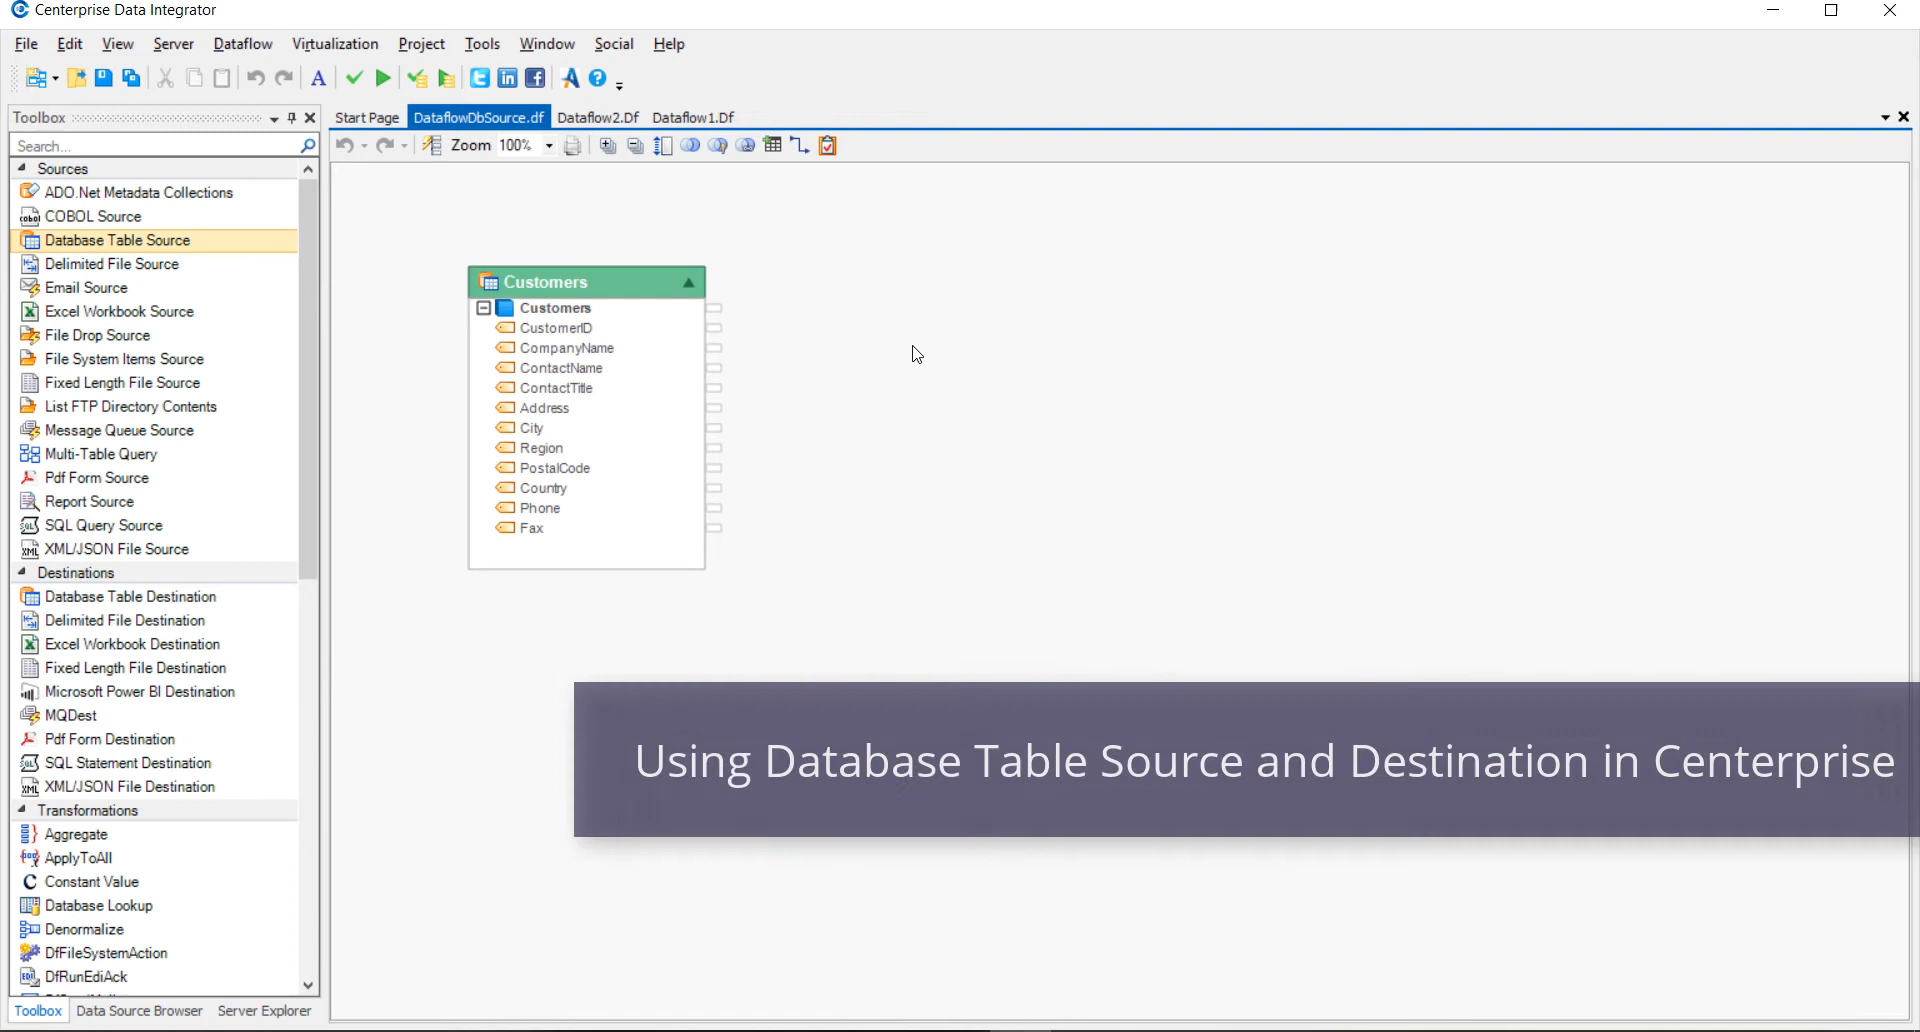 Centerprise Data Integrator
File Edit View Server Dataflow Virtualization Project Tools Window Social Help
Toolbox
Search...
Sources
ADO.Net Metadata Collections
COBOL Source
Database Table Source
Delimited File Source
Email Source
Excel Workbook Source
File Drop Source
File System Items Source
Fixed Length File Source
List FTP Directory Contents
Message Queue Source
Multi-Table Query
Pdf Form Source
Report Source
SQL Query Source
XML/JSON File Source
Destinations
Database Table Destination
Delimited File Destination
Excel Workbook Destination
Fixed Length File Destination
Microsoft Power BI Destination
MQDest
Pdf Form Destination
SQL Statement Destination
XML/JSON File Destination
Transformations
Aggregate
ApplyToAll
Constant Value
Database Lookup
Denormalize
DfFileSystemAction
DfRunEdiAck
Toolbox Data Source Browser Server Explorer
Start Page DataflowDbSource.df Dataflow2.Df Dataflow1.Df
Zoom 100%
Customers
Customers
CustomerID
CompanyName
ContactName
ContactTitle
Address
City
Region
PostalCode
Country
Phone
Fax
Using Database Table Source and Destination in Centerprise